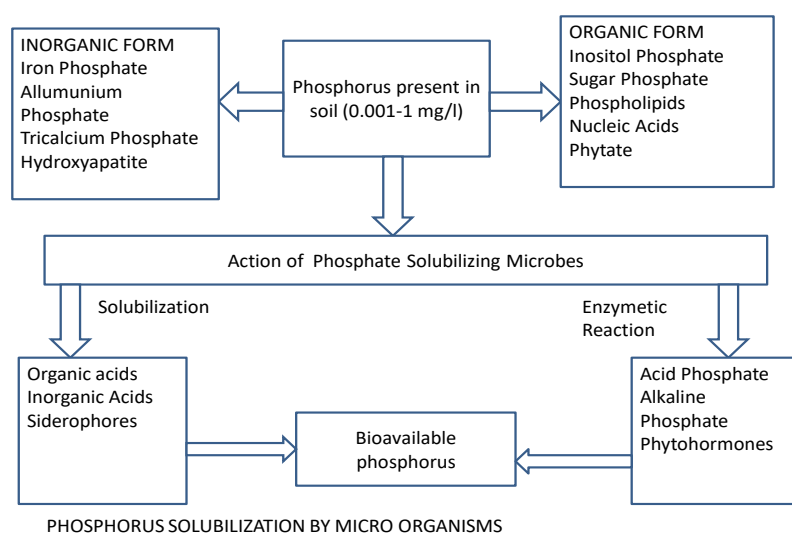 INORGANIC FORM
Iron Phosphate
Allumunium
Phosphate
Tricalcium Phosphate
Hydroxyapatite
Phosphorus present in
soil (0.001-1 mg/l)
ORGANIC FORM
Inositol Phosphate
Sugar Phosphate
Phospholipids
Nucleic Acids
Phytate
Action of Phosphate Solubilizing Microbes
Solubilization
Enzymetic
Reaction
Organic acids
Inorganic Acids
Siderophores
Bioavailable
phosphorus
Acid Phosphate
Alkaline
Phosphate
Phytohormones
PHOSPHORUS SOLUBILIZATION BY MICRO ORGANISMS